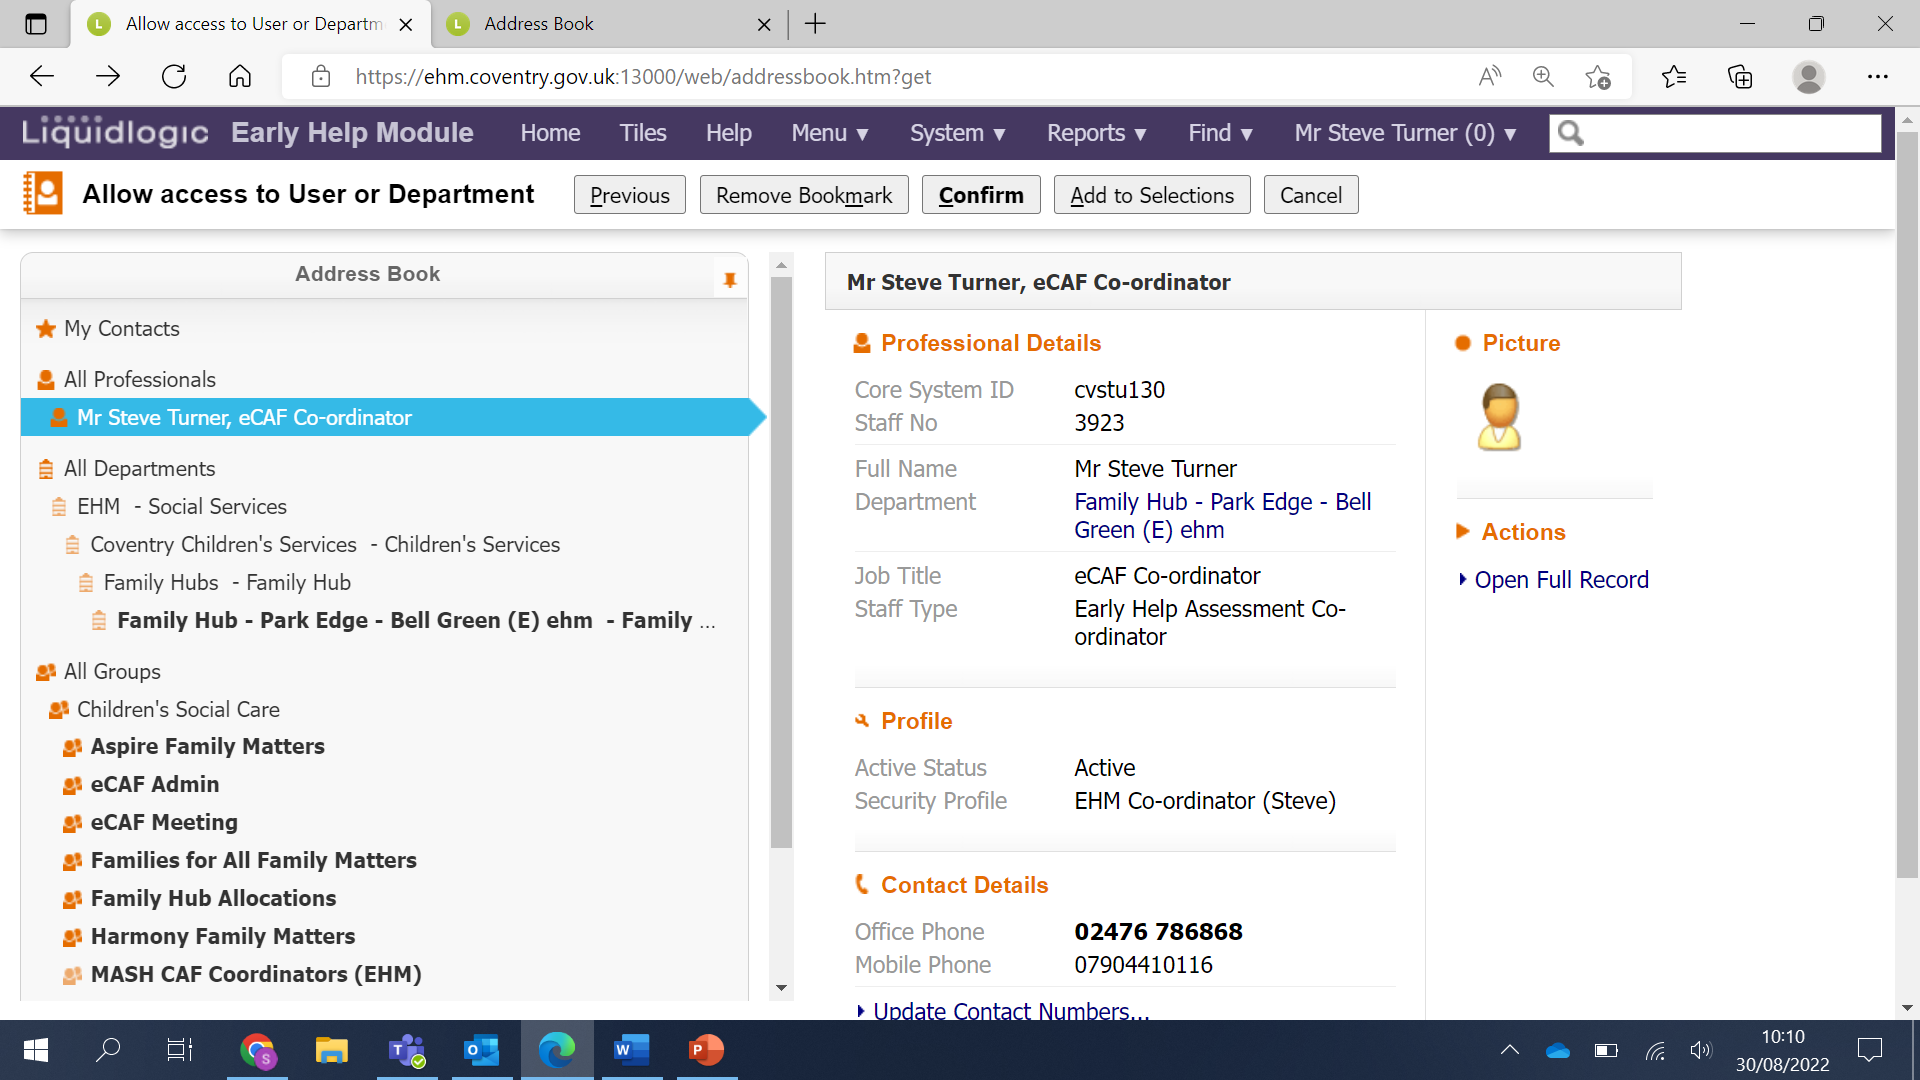 Allow access to User or Departm
Address Book
https://ehm.coventry.gov.uk:13000/web/addressbook.htm?get
Liquidlogic Early Help Module Home Tiles Help Menu ▼ System ▼ Reports ▼ Find ▼ Mr Steve Turner (0) ▼
Allow access to User or Department Previous Remove Bookmark Confirm Add to Selections Cancel
Address Book
My Contacts
All Professionals
Mr Steve Turner, eCAF Co-ordinator
All Departments
EHM - Social Services
Coventry Children's Services - Children's Services
Family Hubs - Family Hub
Family Hub - Park Edge - Bell Green (E) ehm - Family ...
All Groups
Children's Social Care
Aspire Family Matters
eCAF Admin
eCAF Meeting
Families for All Family Matters
Family Hub Allocations
Harmony Family Matters
MASH CAF Coordinators (EHM)
Mr Steve Turner, eCAF Co-ordinator
Professional Details
Core System ID cvstu130
Staff No 3923
Full Name Mr Steve Turner
Department Family Hub - Park Edge - Bell
Green (E) ehm
Job Title eCAF Co-ordinator
Staff Type Early Help Assessment Co-
ordinator
Profile
Active Status Active
Security Profile EHM Co-ordinator (Steve)
Contact Details
Office Phone 02476 786868
Mobile Phone 07904410116
Update Contact Numbers...
Picture
Actions
Open Full Record
10:10
30/08/2022